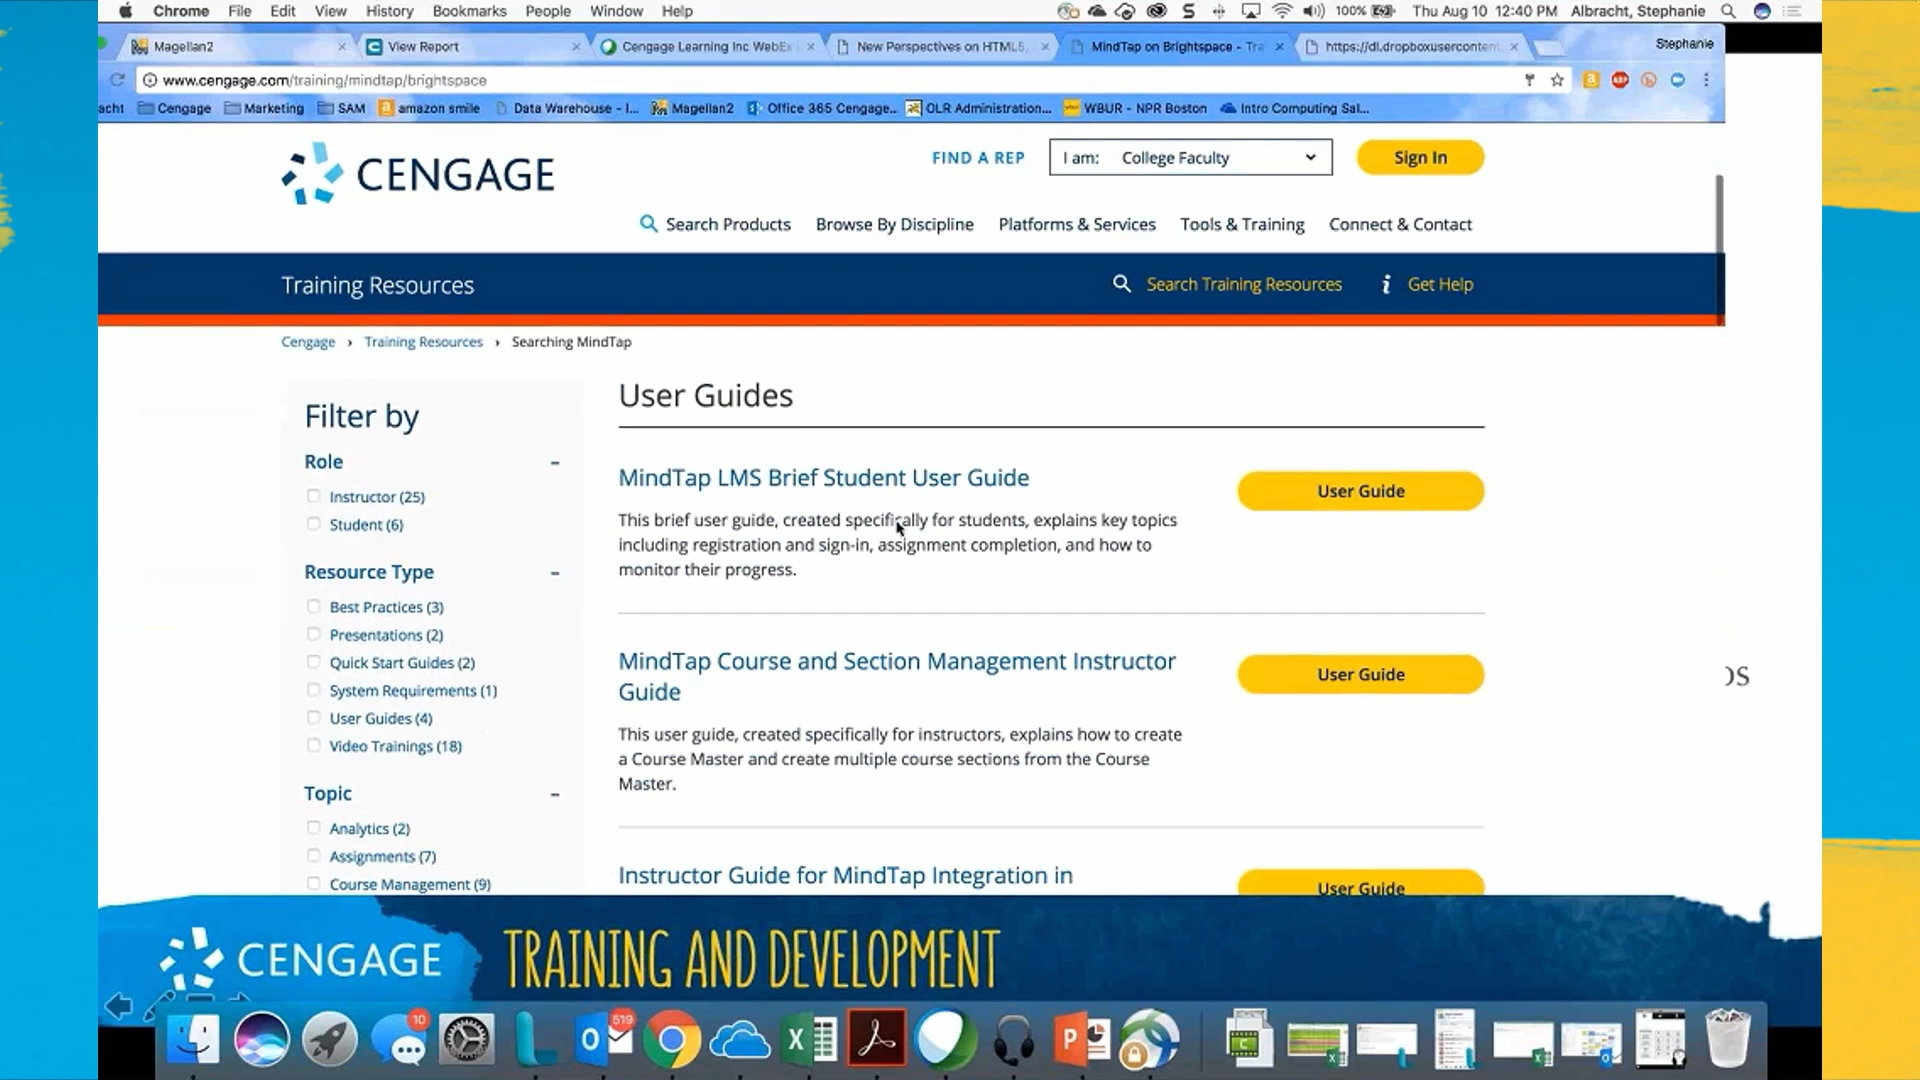 Chrome File Edit View History Bookmarks People Window Help 100% Thu Aug 10 12:40 PM Albracht, Stephanie
Magellan2 View Report Cengage Learning Inc WebEx New Perspectives on HTML5, MindTap on Brightspace - Tra https://dl.dropboxusercontent Stephanie
www.cengage.com/training/mindtap/brightspace
acht Cengage Marketing SAM amazon smile Data Warehouse - I... Magellan2 Office 365 Cengage... OLR Administration... WBUR - NPR Boston Intro Computing Sal...
CENGAGE
FIND A REP I am: College Faculty Sign In
Search Products Browse By Discipline Platforms & Services Tools & Training Connect & Contact
Training Resources Search Training Resources Get Help
Cengage › Training Resources › Searching MindTap
Filter by
Role
Instructor (25)
Student (6)
Resource Type
Best Practices (3)
Presentations (2)
Quick Start Guides (2)
System Requirements (1)
User Guides (4)
Video Trainings (18)
Topic
Analytics (2)
Assignments (7)
Course Management (9)
User Guides
MindTap LMS Brief Student User Guide
User Guide
This brief user guide, created specifically for students, explains key topics
including registration and sign-in, assignment completion, and how to
monitor their progress.
MindTap Course and Section Management Instructor
Guide
User Guide
This user guide, created specifically for instructors, explains how to create
a Course Master and create multiple course sections from the Course
Master.
Instructor Guide for MindTap Integration in
User Guide
os
CENGAGE TRAINING AND DEVELOPMENT
10 519